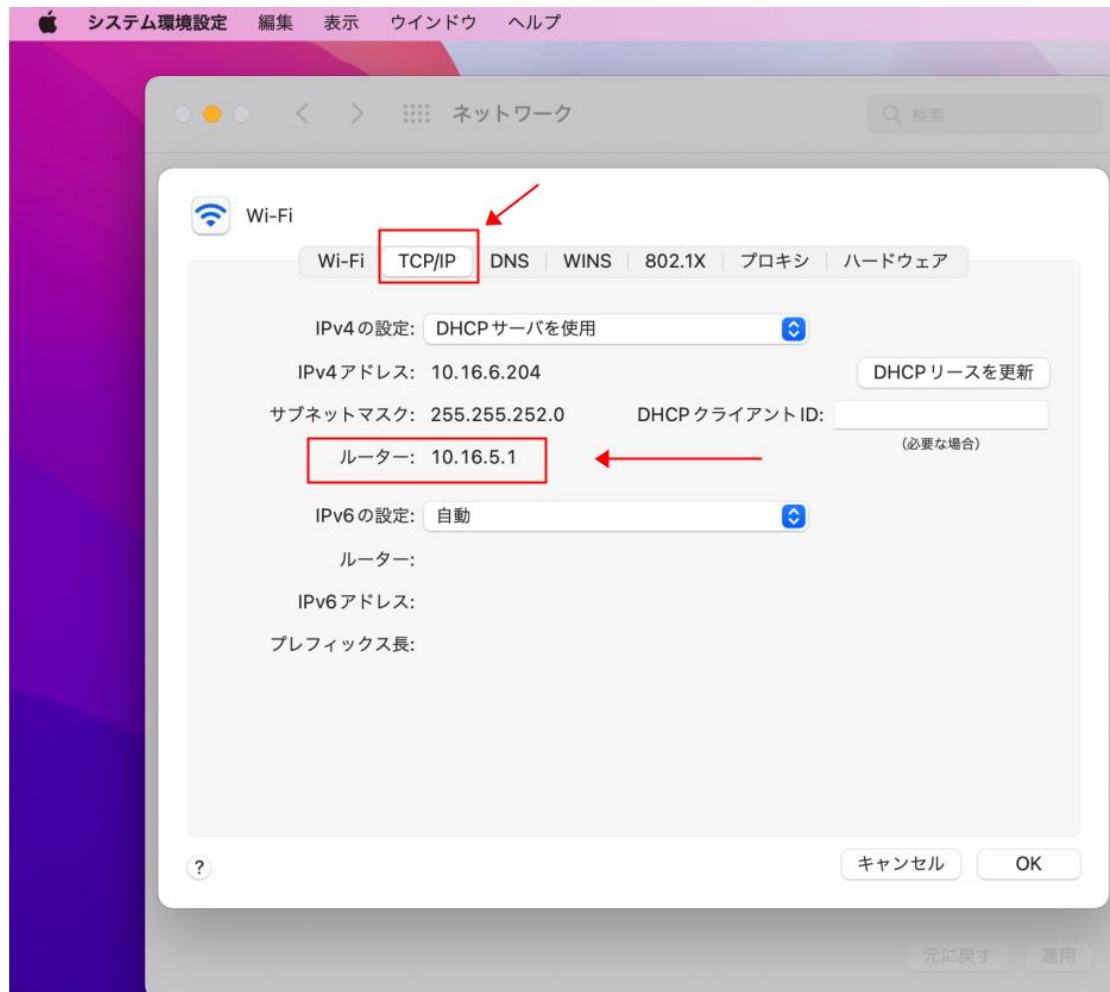 システム環境設定 編集 表示 ウインドウ ヘルプ
ネットワーク 検索
Wi-Fi
Wi-Fi TCP/IP DNS WINS 802.1X プロキシ ハードウェア
IPv4の設定: DHCPサーバを使用
IPv4アドレス: 10.16.6.204 DHCPリースを更新
サブネットマスク: 255.255.252.0 DHCPクライアントID:
(必要な場合)
ルーター: 10.16.5.1
IPv6の設定: 自動
ルーター:
IPv6アドレス:
プレフィックス長:
? キャンセル OK
元に戻す 適用